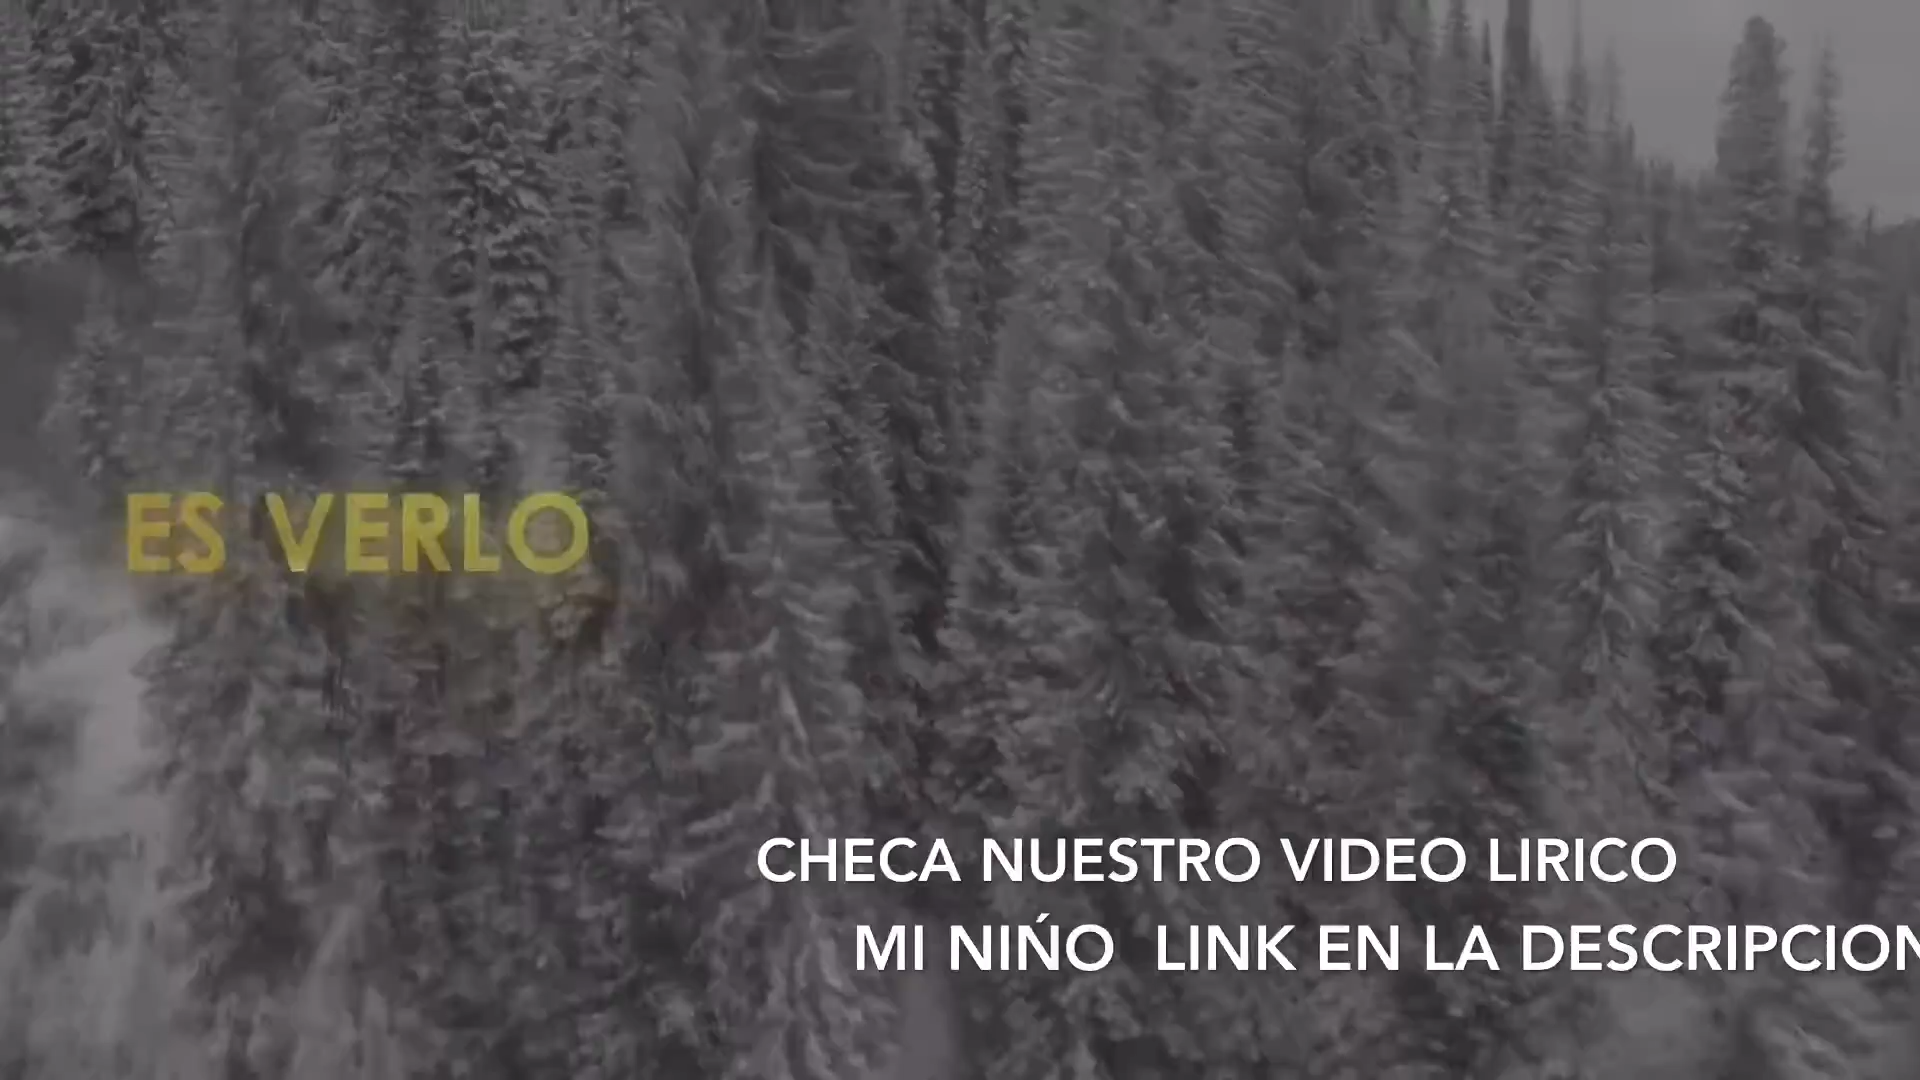 ES VERLO
CHECA NUESTRO VIDEO LIRICO
MI NIŃO LINK EN LA DESCRIPCION